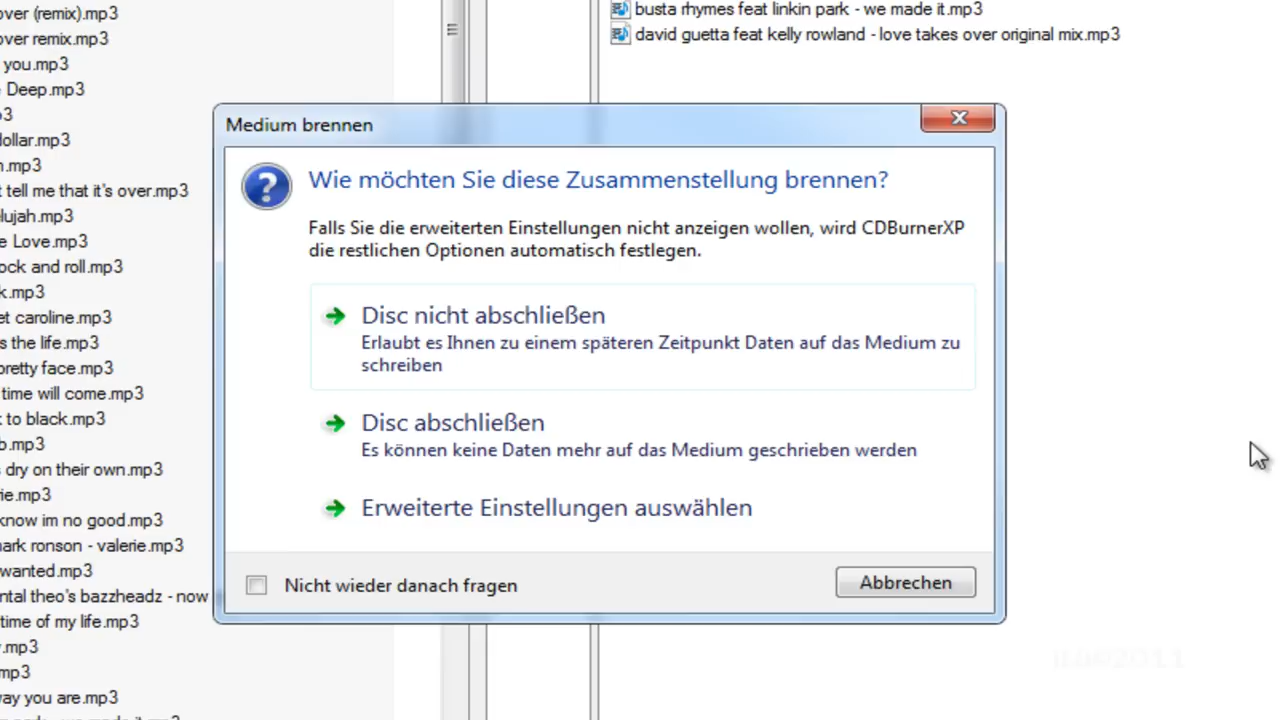 over (remix).mp3
over remix.mp3
you.mp3
Deep.mp3
dollar.mp3
.mp3
t tell me that it's over.mp3
elujah.mp3
e Love.mp3
ock and roll.mp3
k.mp3
et caroline.mp3
s the life.mp3
pretty face.mp3
time will come.mp3
k to black.mp3
b.mp3
s dry on their own.mp3
rie.mp3
know im no good.mp3
mark ronson - valerie.mp3
wanted.mp3
ntal theo's bazzheadz - now
time of my life.mp3
.mp3
mp3
way you are.mp3
busta rhymes feat linkin park - we made it.mp3
david guetta feat kelly rowland - love takes over original mix.mp3
Medium brennen
Wie möchten Sie diese Zusammenstellung brennen?
Falls Sie die erweiterten Einstellungen nicht anzeigen wollen, wird CDBurnerXP
die restlichen Optionen automatisch festlegen.
Disc nicht abschließen
Erlaubt es Ihnen zu einem späteren Zeitpunkt Daten auf das Medium zu
schreiben
Disc abschließen
Es können keine Daten mehr auf das Medium geschrieben werden
Erweiterte Einstellungen auswählen
Nicht wieder danach fragen
Abbrechen